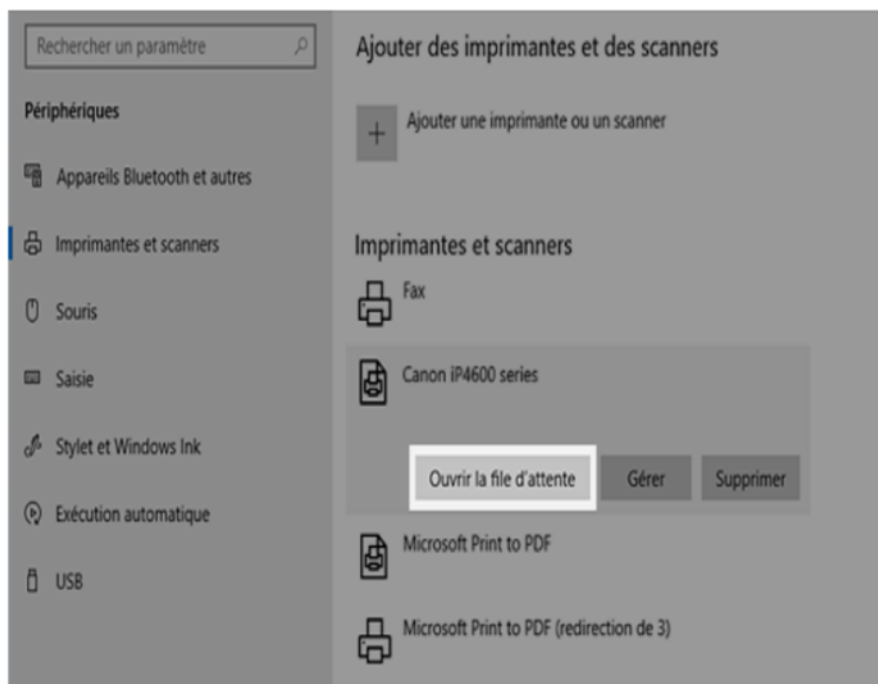 Rechercher un paramètre
Périphériques
Appareils Bluetooth et autres
Imprimantes et scanners
Souris
Saisie
Stylet et Windows Ink
Exécution automatique
USB
Ajouter des imprimantes et des scanners
Ajouter une imprimante ou un scanner
Imprimantes et scanners
Fax
Canon iP4600 series
Ouvrir la file d'attente
Gérer
Supprimer
Microsoft Print to PDF
Microsoft Print to PDF (redirection de 3)